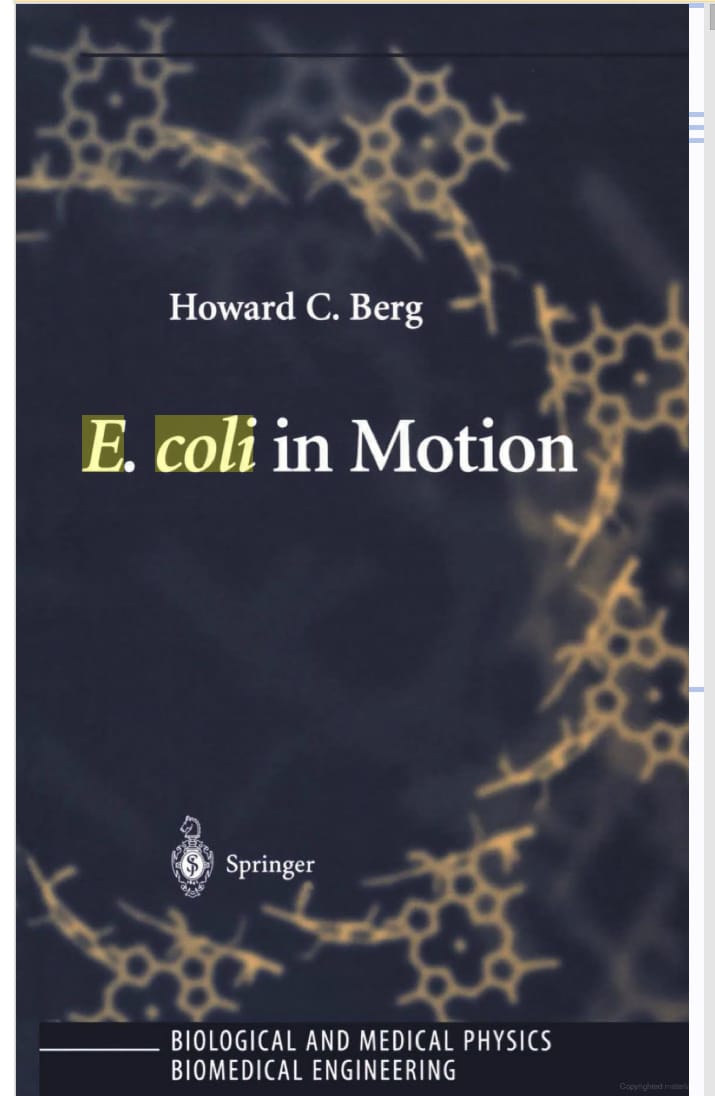 Howard C. Berg
E. coli in Motion
Springer
BIOLOGICAL AND MEDICAL PHYSICS
BIOMEDICAL ENGINEERING